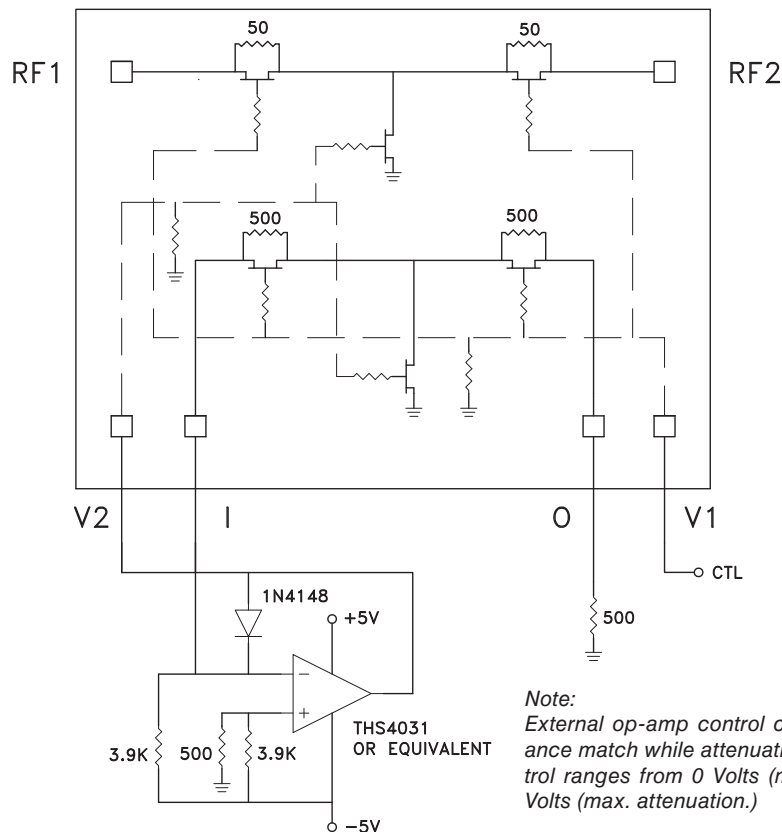 50
50
RF1
RF2
500
500
V2
I
O
V1
CTL
1N4148
+5V
500
−
+
THS4031
OR EQUIVALENT
3.9K
500
3.9K
−5V
Note:
External op-amp control
ance match while attenuati
trol ranges from 0 Volts
Volts (max. attenuation.)